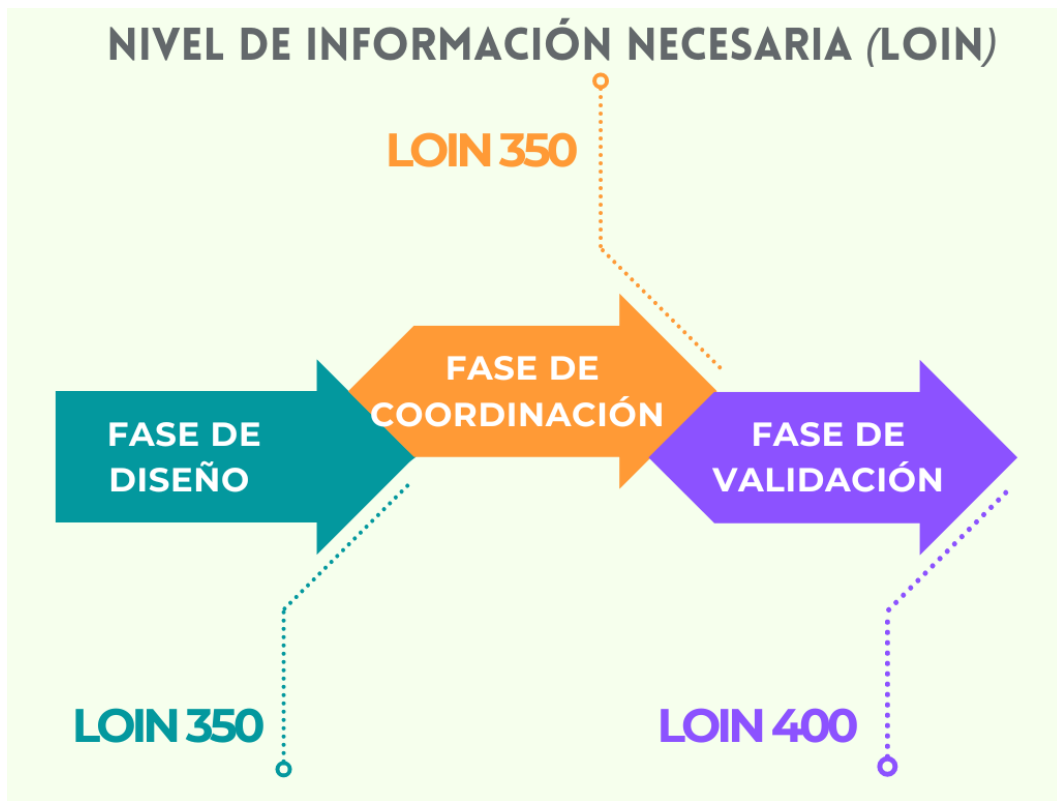 NIVEL DE INFORMACIÓN NECESARIA (LOIN)
LOIN 350
FASE DE
COORDINACIÓN
FASE DE
DISEÑO
FASE DE
VALIDACIÓN
LOIN 350
LOIN 400